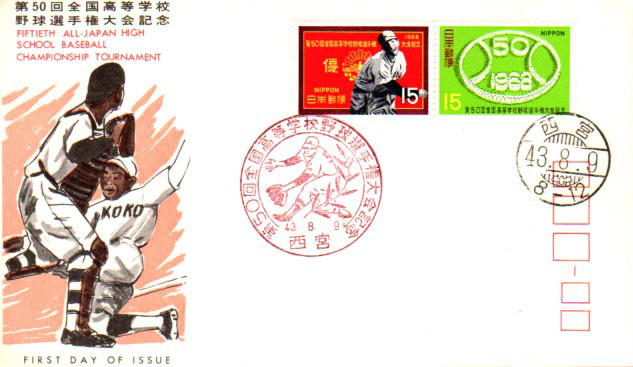 第50回全国高等学校
野球選手権大会記念
FIFTIETH ALL-JAPAN HIGH
SCHOOL BASEBALL
CHAMPIONSHIP TOURNAMENT
KOKO
FIRST DAY OF ISSUE
第50回全国高等学校野球選手権
1968
大会記念
優
NIPPON
日本郵便
15
NIPPON
日本郵便
50
1968
15
第50回全国高等学校野球選手権大会記念
第50回全国高等学校野球選手権大会記念
43.8.9
西宮
西宮
43.8.9
8-12